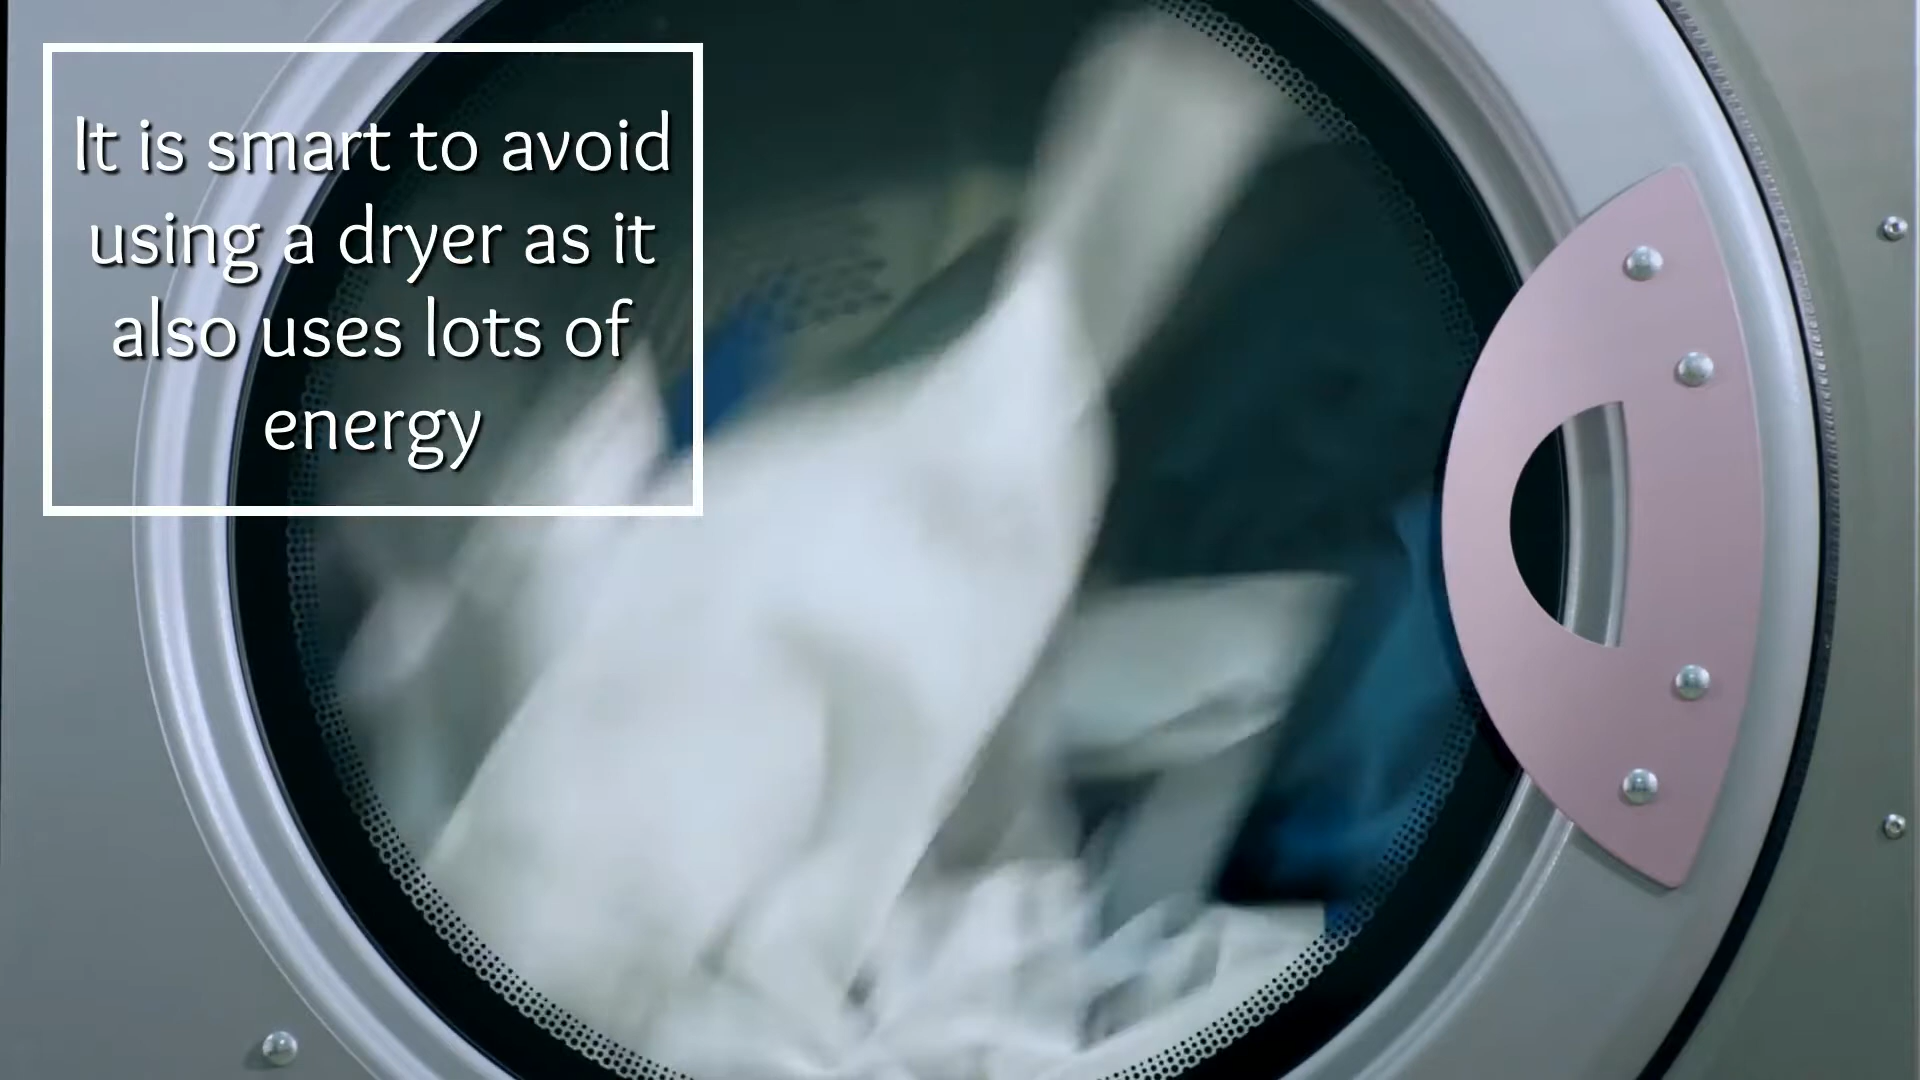 It is smart to avoid
using a dryer as it
also uses lots of
energy